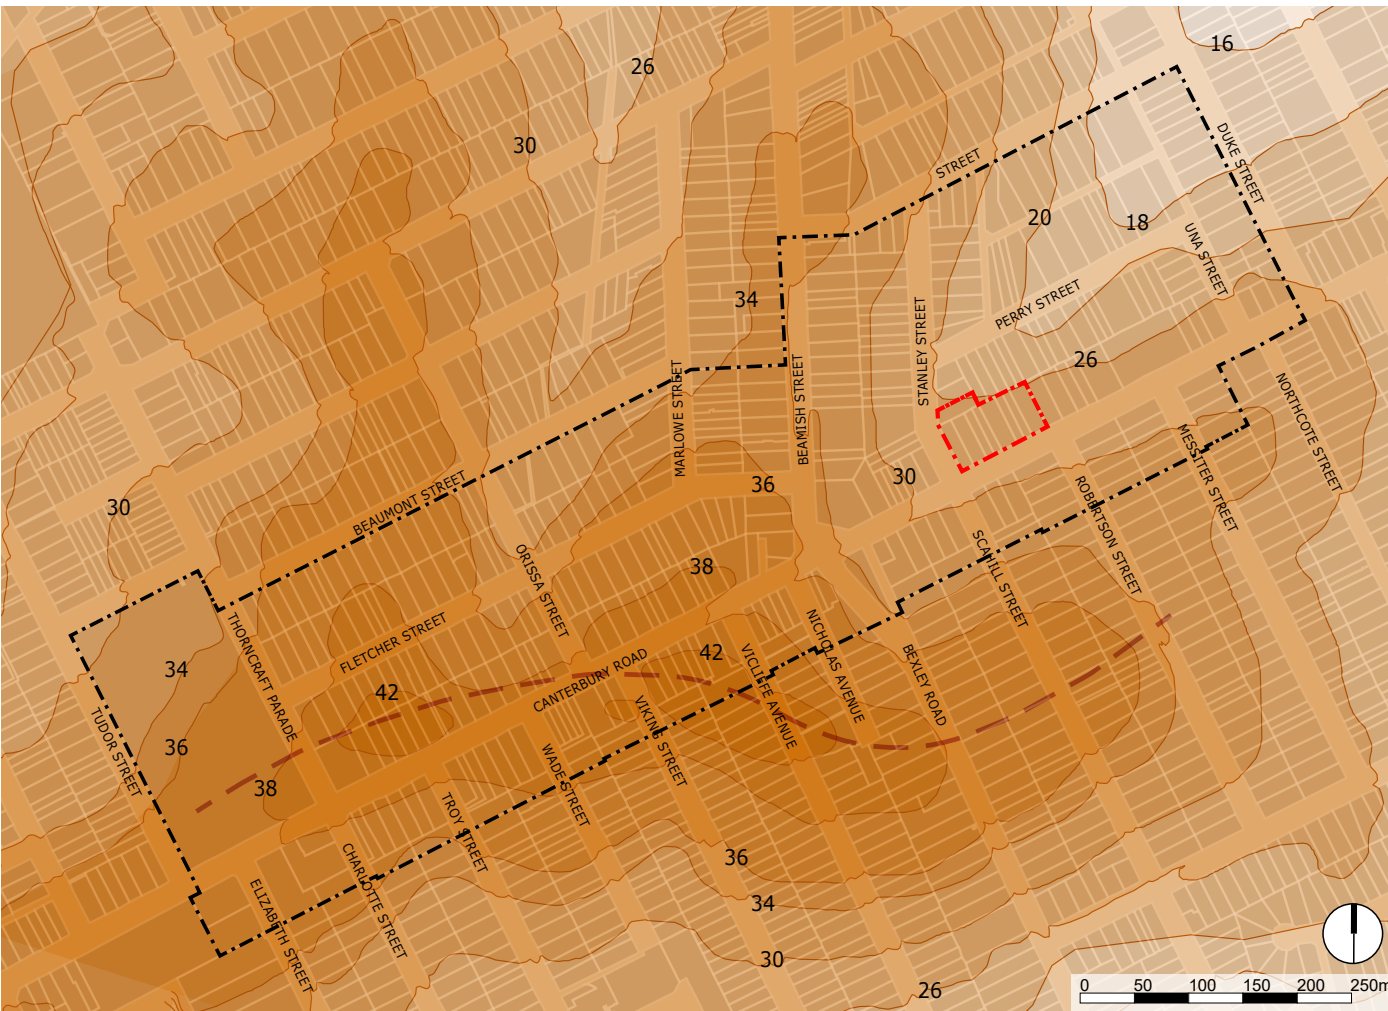 16
26
30
DUKE STREET
STREET
20
18
UNA STREET
34
PERRY STREET
STANLEY STREET
26
MARLOWE STREET
BEAMISH STREET
NORTHCOTE STREET
MESSITER STREET
30
36
30
BEAUMONT STREET
ROBERTSON STREET
SCAHILL STREET
38
ORISSA STREET
THORNCRAFT PARADE
FLETCHER STREET
NICHOLAS AVENUE
42
VICLIFFE AVENUE
BEXLEY ROAD
34
42
CANTERBURY ROAD
VIKING STREET
TUDOR STREET
36
WADE STREET
38
TROY STREET
CHARLOTTE STREET
36
ELIZABETH STREET
34
30
26
0 50 100 150 200 250m